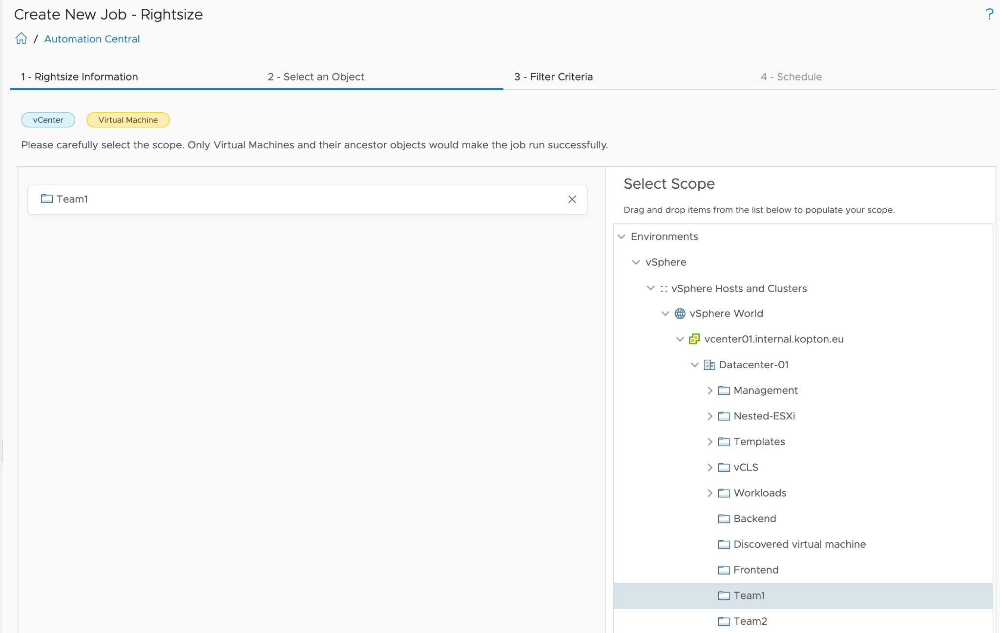 Create New Job - Rightsize
?
/ Automation Central
1 - Rightsize Information
2 - Select an Object
3 - Filter Criteria
4 - Schedule
vCenter
Virtual Machine
Please carefully select the scope. Only Virtual Machines and their ancestor objects would make the job run successfully.
Team1
Select Scope
Drag and drop items from the list below to populate your scope.
Environments
vSphere
:: vSphere Hosts and Clusters
vSphere World
vcenter01.internal.kopton.eu
Datacenter-01
Management
Nested-ESXi
Templates
vCLS
Workloads
Backend
Discovered virtual machine
Frontend
Team1
Team2